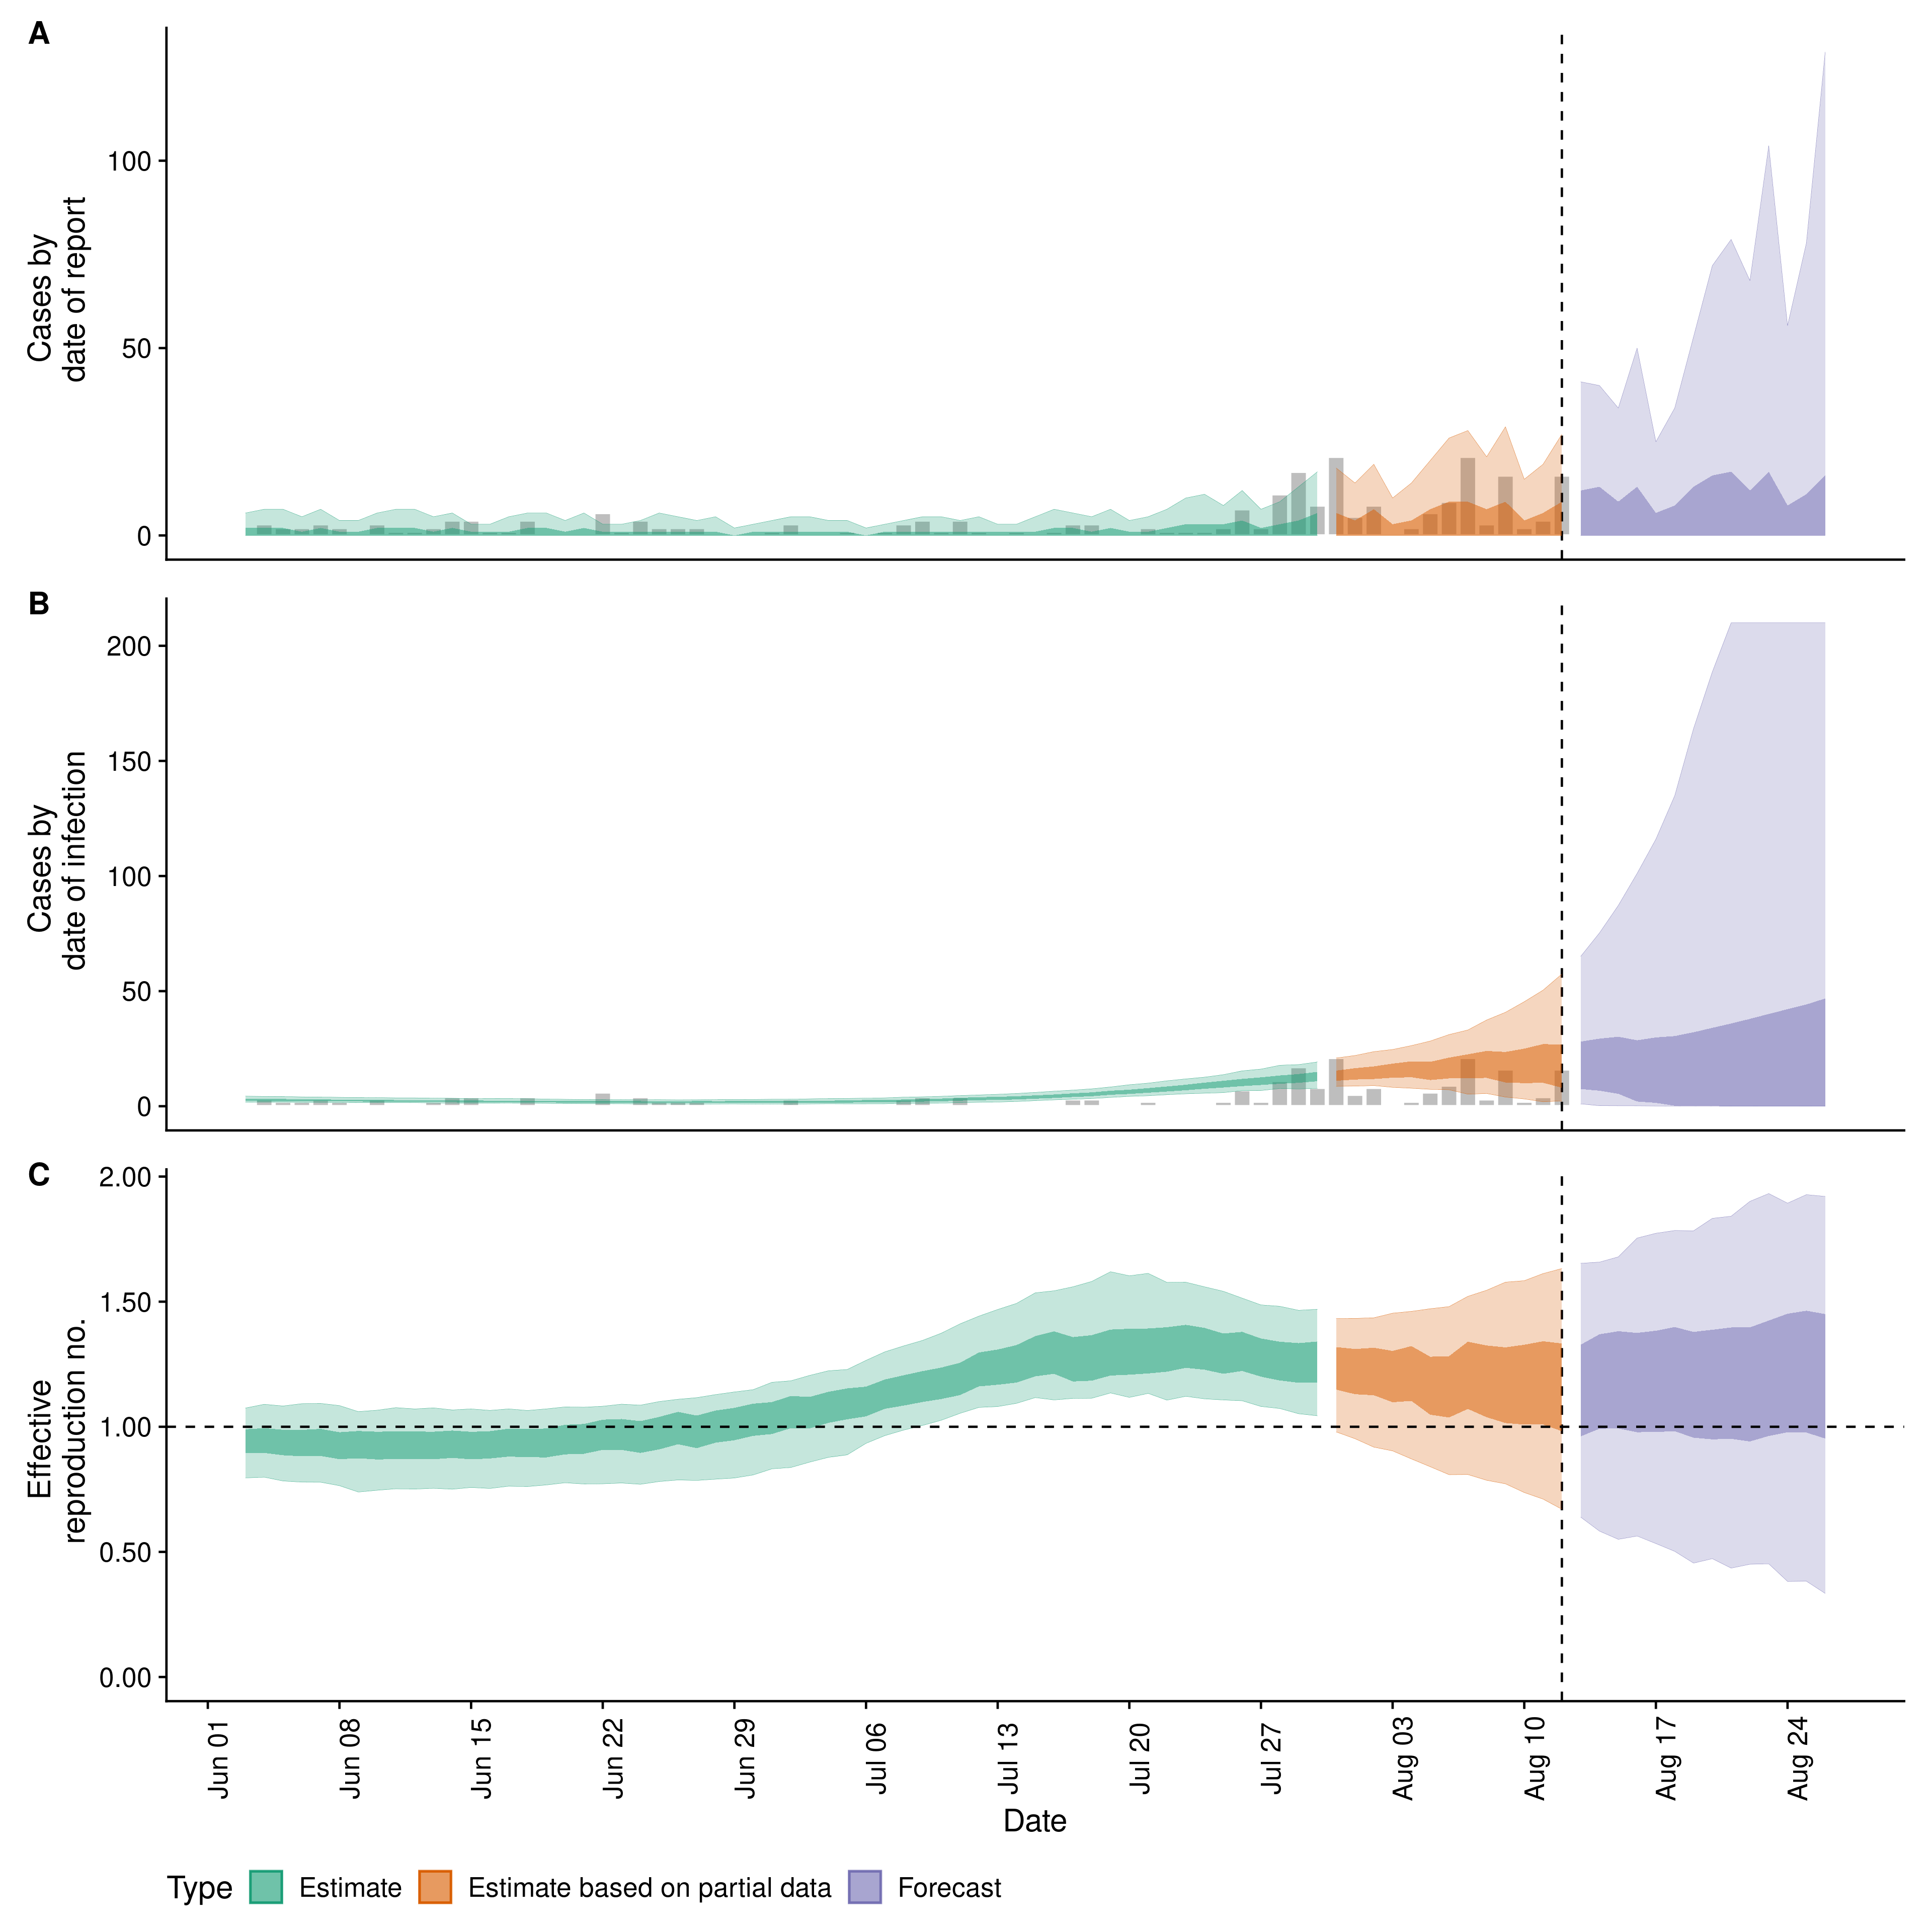 A
Cases by
date of report
100
50
0
B
Cases by
date of infection
200
150
100
50
0
C
Effective
reproduction no.
2.00
1.50
1.00
0.50
0.00
Jun 01
Jun 08
Jun 15
Jun 22
Jun 29
Jul 06
Jul 13
Jul 20
Jul 27
Aug 03
Aug 10
Aug 17
Aug 24
Date
Type Estimate Estimate based on partial data Forecast